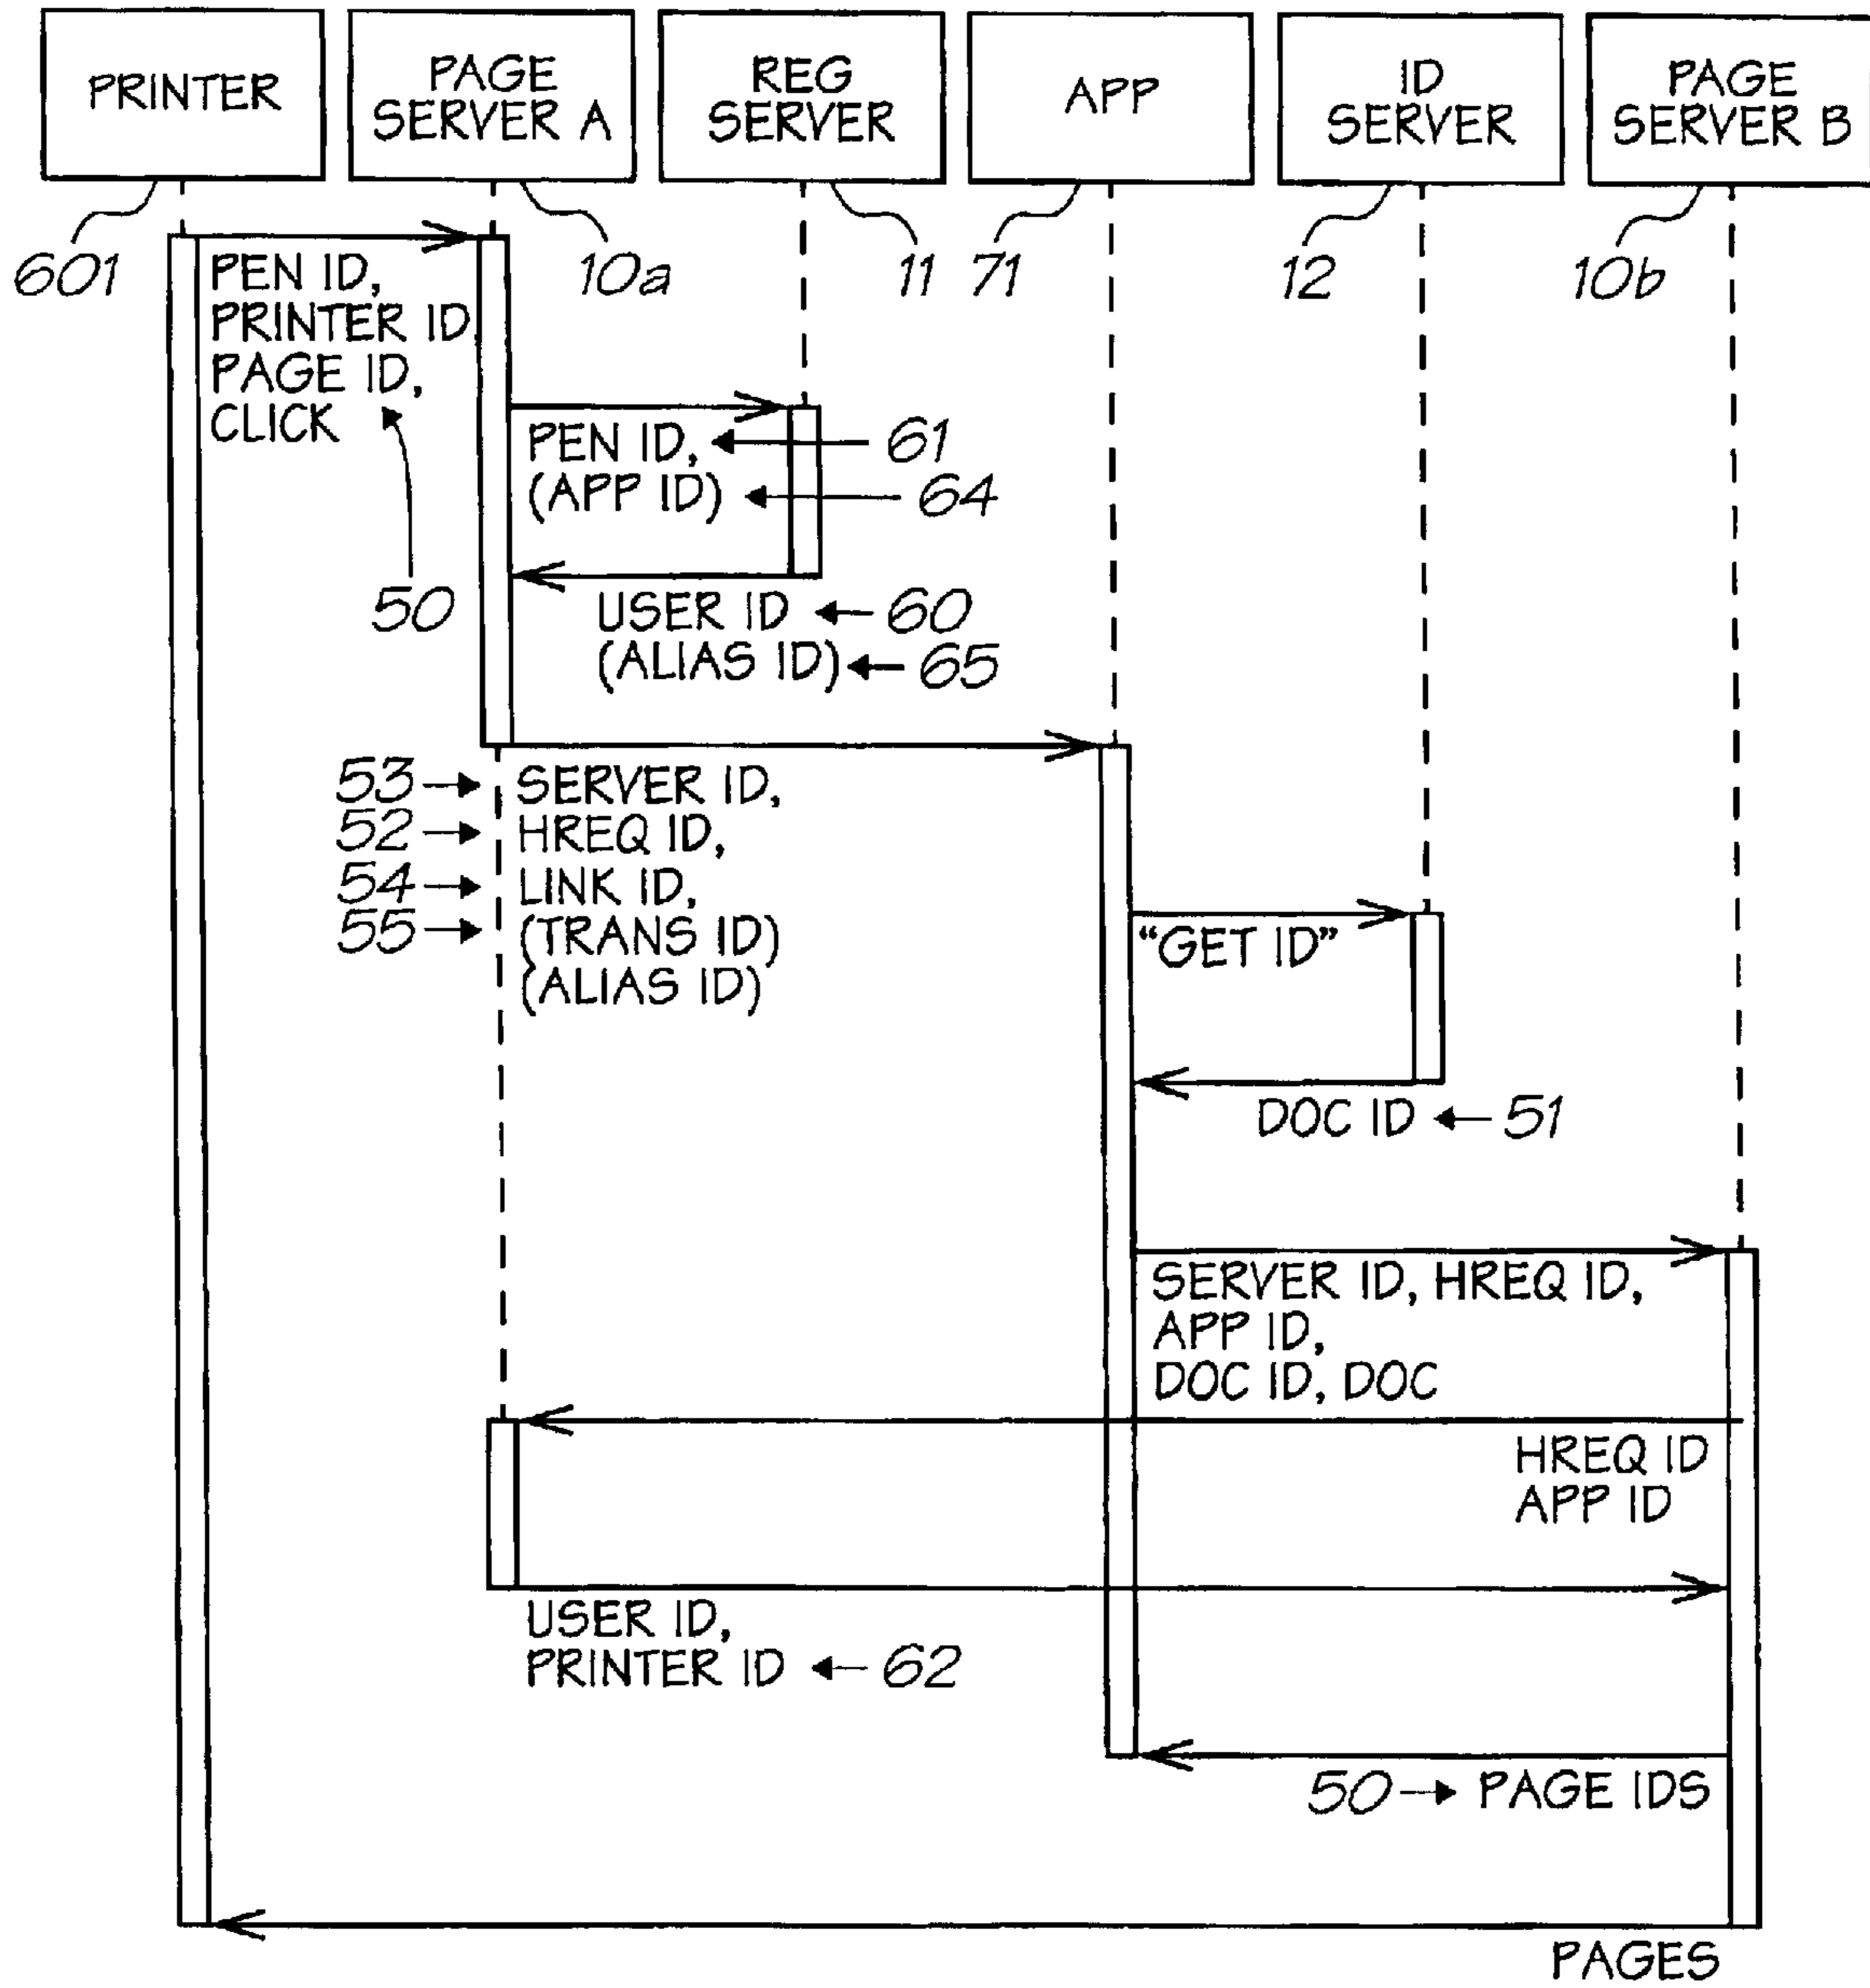 PRINTER
PAGE
SERVER A
REG
SERVER
APP
ID
SERVER
PAGE
SERVER B
601
10a
11
71
12
10b
PEN ID,
PRINTER ID
PAGE ID,
CLICK
50
PEN ID,
61
(APP ID)
64
USER ID
60
(ALIAS ID)
65
53
SERVER ID,
52
HREQ ID,
54
LINK ID,
55
(TRANS ID)
(ALIAS ID)
"GET ID"
DOC ID
51
SERVER ID, HREQ ID,
APP ID,
DOC ID, DOC
HREQ ID
APP ID
USER ID,
PRINTER ID
62
50
PAGE IDS
PAGES